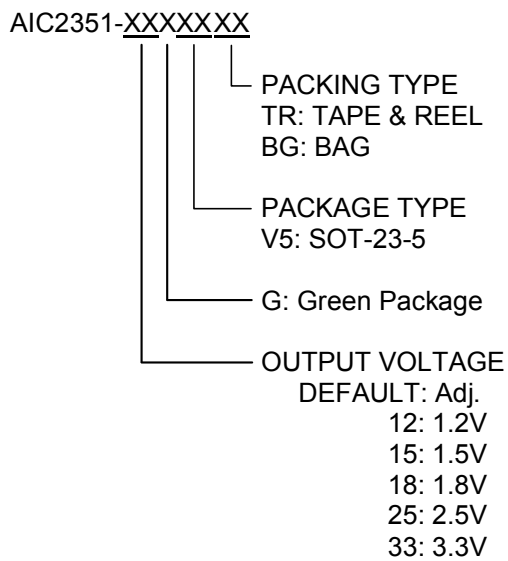 AIC2351-XXXXXXX
PACKING TYPE
TR: TAPE & REEL
BG: BAG
PACKAGE TYPE
V5: SOT-23-5
G: Green Package
OUTPUT VOLTAGE
DEFAULT: Adj.
12: 1.2V
15: 1.5V
18: 1.8V
25: 2.5V
33: 3.3V